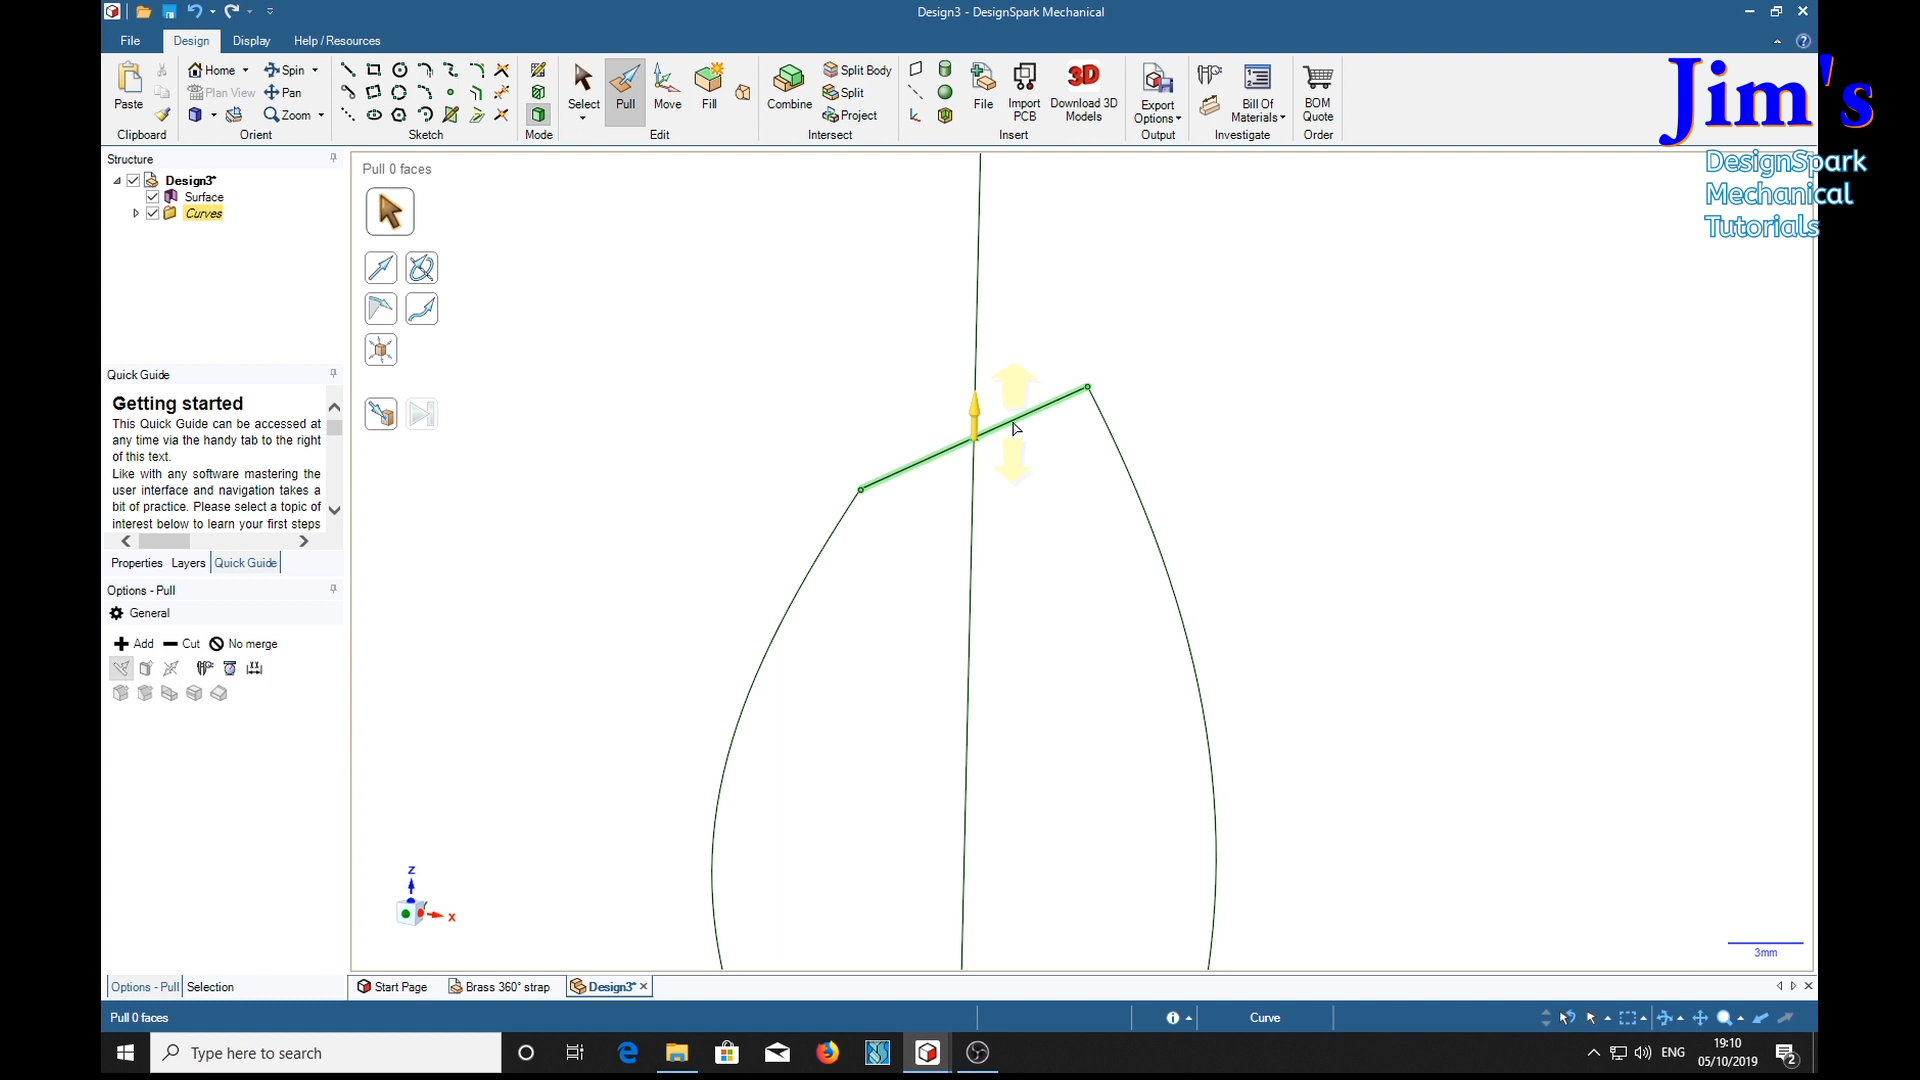 Design3 - DesignSpark Mechanical
File
Design
Display
Help / Resources
Jim's
DesignSpark
Mechanical
Tutorials
Paste
Clipboard
Home
Spin
Plan View
Pan
Zoom
Orient
Sketch
Mode
Select
Pull
Move
Fill
Edit
Combine
Split Body
Split
Project
Intersect
File
Import
PCB
Download 3D
Models
3D
Insert
Export
Options
Output
Bill Of
Materials
Investigate
BOM
Quote
Order
Structure
Design3*
Surface
Curves
Pull 0 faces
Quick Guide
Getting started
This Quick Guide can be accessed at
any time via the handy tab to the right
of this text.
Like with any software mastering the
user interface and navigation takes a
bit of practice. Please select a topic of
interest below to learn your first steps
Properties
Layers
Quick Guide
Options - Pull
General
Add
Cut
No merge
Z
X
3mm
Options - Pull
Selection
Start Page
Brass 360° strap
Design3*
Pull 0 faces
Curve
Type here to search
ENG
19:10
05/10/2019
2